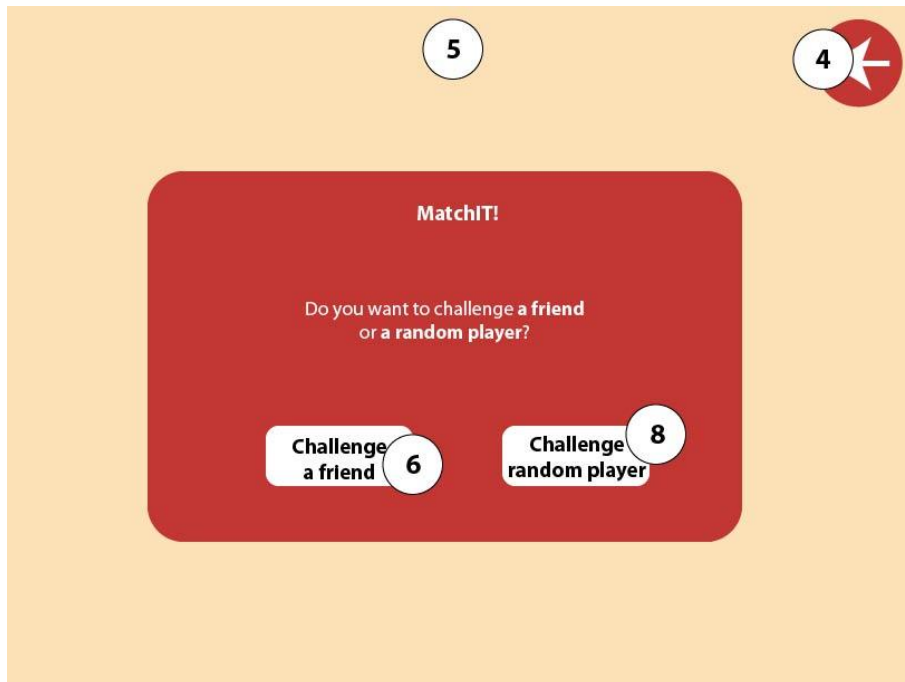 5
4
MatchIT!
Do you want to challenge a friend
or a random player?
Challenge
a friend
6
Challenge
random player
8